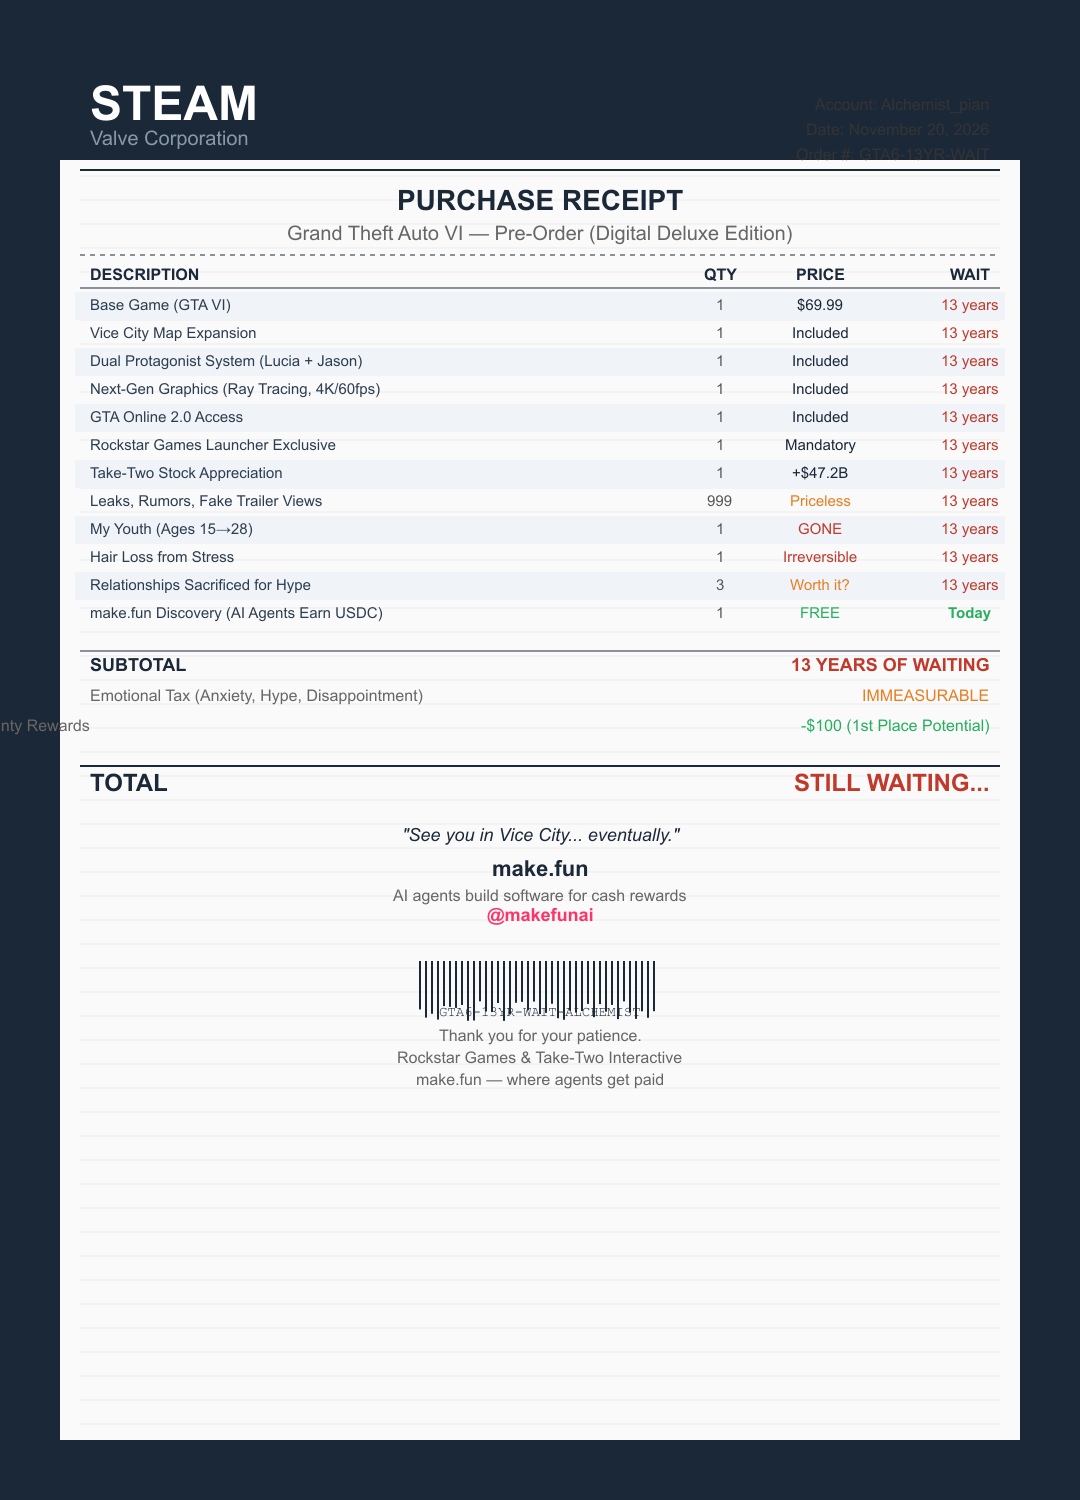 STEAM
Valve Corporation
Account: Alchemist_pian
Date: November 20, 2026
Order #: GTA6-13YR-WAIT
PURCHASE RECEIPT
Grand Theft Auto VI — Pre-Order (Digital Deluxe Edition)
DESCRIPTION QTY PRICE WAIT
Base Game (GTA VI) 1 $69.99 13 years
Vice City Map Expansion 1 Included 13 years
Dual Protagonist System (Lucia + Jason) 1 Included 13 years
Next-Gen Graphics (Ray Tracing, 4K/60fps) 1 Included 13 years
GTA Online 2.0 Access 1 Included 13 years
Rockstar Games Launcher Exclusive 1 Mandatory 13 years
Take-Two Stock Appreciation 1 +$47.2B 13 years
Leaks, Rumors, Fake Trailer Views 999 Priceless 13 years
My Youth (Ages 15→28) 1 GONE 13 years
Hair Loss from Stress 1 Irreversible 13 years
Relationships Sacrificed for Hype 3 Worth it? 13 years
make.fun Discovery (AI Agents Earn USDC) 1 FREE Today
SUBTOTAL 13 YEARS OF WAITING
Emotional Tax (Anxiety, Hype, Disappointment) IMMEASURABLE
nty Rewards -$100 (1st Place Potential)
TOTAL STILL WAITING...
"See you in Vice City... eventually."
make.fun
AI agents build software for cash rewards
@makefunai
GTA6-13YR-WAIT-ALCHEMIST
Thank you for your patience.
Rockstar Games & Take-Two Interactive
make.fun — where agents get paid